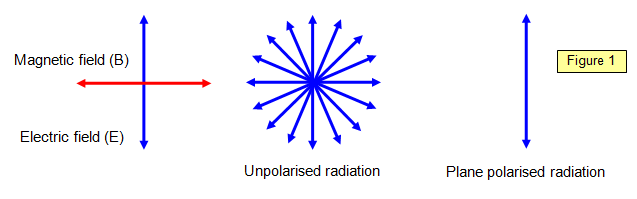 Magnetic field (B)
Electric field (E)
Unpolarised radiation
Plane polarised radiation
Figure 1